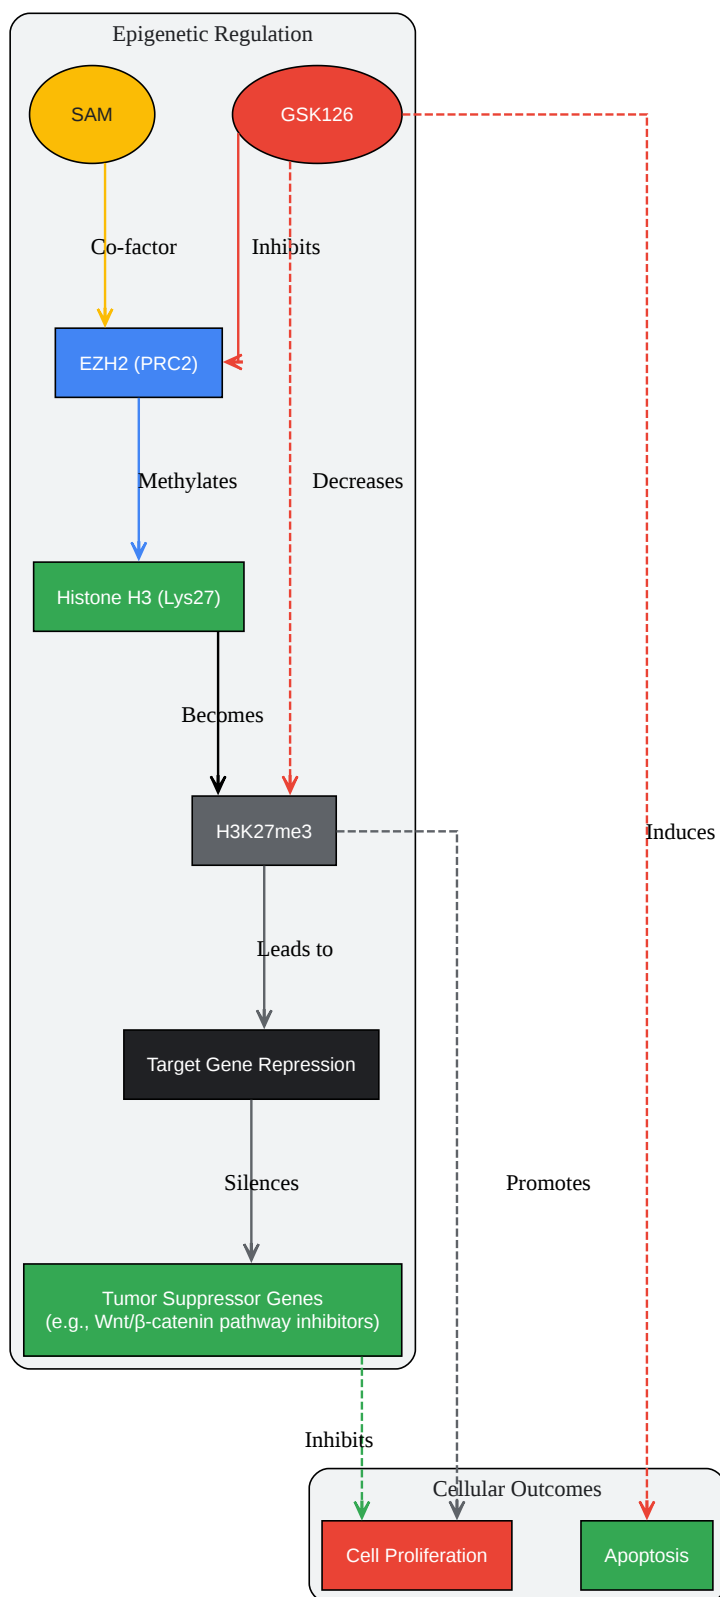 Epigenetic Regulation
SAM
GSK126
Co-factor
Inhibits
EZH2 (PRC2)
Methylates
Decreases
Histone H3 (Lys27)
Becomes
H3K27me3
Induces
Leads to
Target Gene Repression
Silences
Promotes
Tumor Suppressor Genes
(e.g., Wnt/β-catenin pathway inhibitors)
Inhibits
Cellular Outcomes
Cell Proliferation
Apoptosis